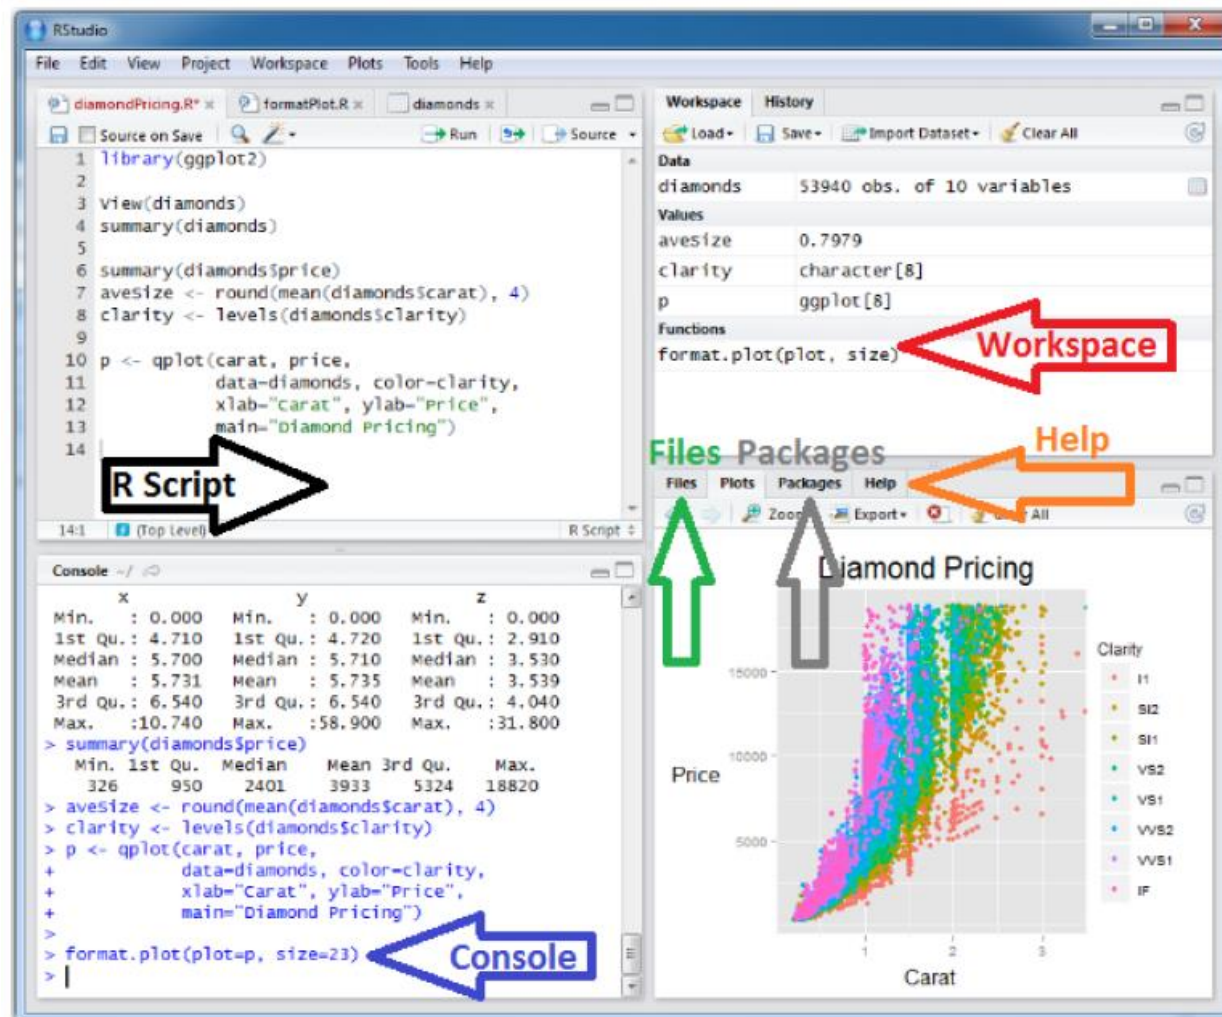 RStudio
File Edit View Project Workspace Plots Tools Help
diamondPricing.R* formatPlot.R diamonds
Source on Save Run Source
1 library(ggplot2)
2
3 View(diamonds)
4 summary(diamonds)
5
6 summary(diamonds$price)
7 aveSize <- round(mean(diamonds$carat), 4)
8 clarity <- levels(diamonds$clarity)
9
10 p <- qplot(carat, price,
11 data=diamonds, color=clarity,
12 xlab="Carat", ylab="Price",
13 main="Diamond Pricing")
14
R Script
14:1 (Top Level) R Script
Console ~/
x y z
Min. : 0.000 Min. : 0.000 Min. : 0.000
1st Qu.: 4.710 1st Qu.: 4.720 1st Qu.: 2.910
Median : 5.700 Median : 5.710 Median : 3.530
Mean : 5.731 Mean : 5.735 Mean : 3.539
3rd Qu.: 6.540 3rd Qu.: 6.540 3rd Qu.: 4.040
Max. :10.740 Max. :58.900 Max. :31.800
> summary(diamonds$price)
Min. 1st Qu. Median Mean 3rd Qu. Max.
326 950 2401 3933 5324 18820
> aveSize <- round(mean(diamonds$carat), 4)
> clarity <- levels(diamonds$clarity)
> p <- qplot(carat, price,
+ data=diamonds, color=clarity,
+ xlab="Carat", ylab="Price",
+ main="Diamond Pricing")
>
> format.plot(plot=p, size=23)
>
Console
Workspace History
Load Save Import Dataset Clear All
Data
diamonds 53940 obs. of 10 variables
Values
aveSize 0.7979
clarity character[8]
p ggplot[8]
Functions
format.plot(plot, size)
Workspace
Files Packages Help
Files Plots Packages Help
Zoom Export Clear All
Diamond Pricing
Price
15000
10000
5000
1 2 3
Carat
Clarity
I1
SI2
SI1
VS2
VS1
VVS2
VVS1
IF